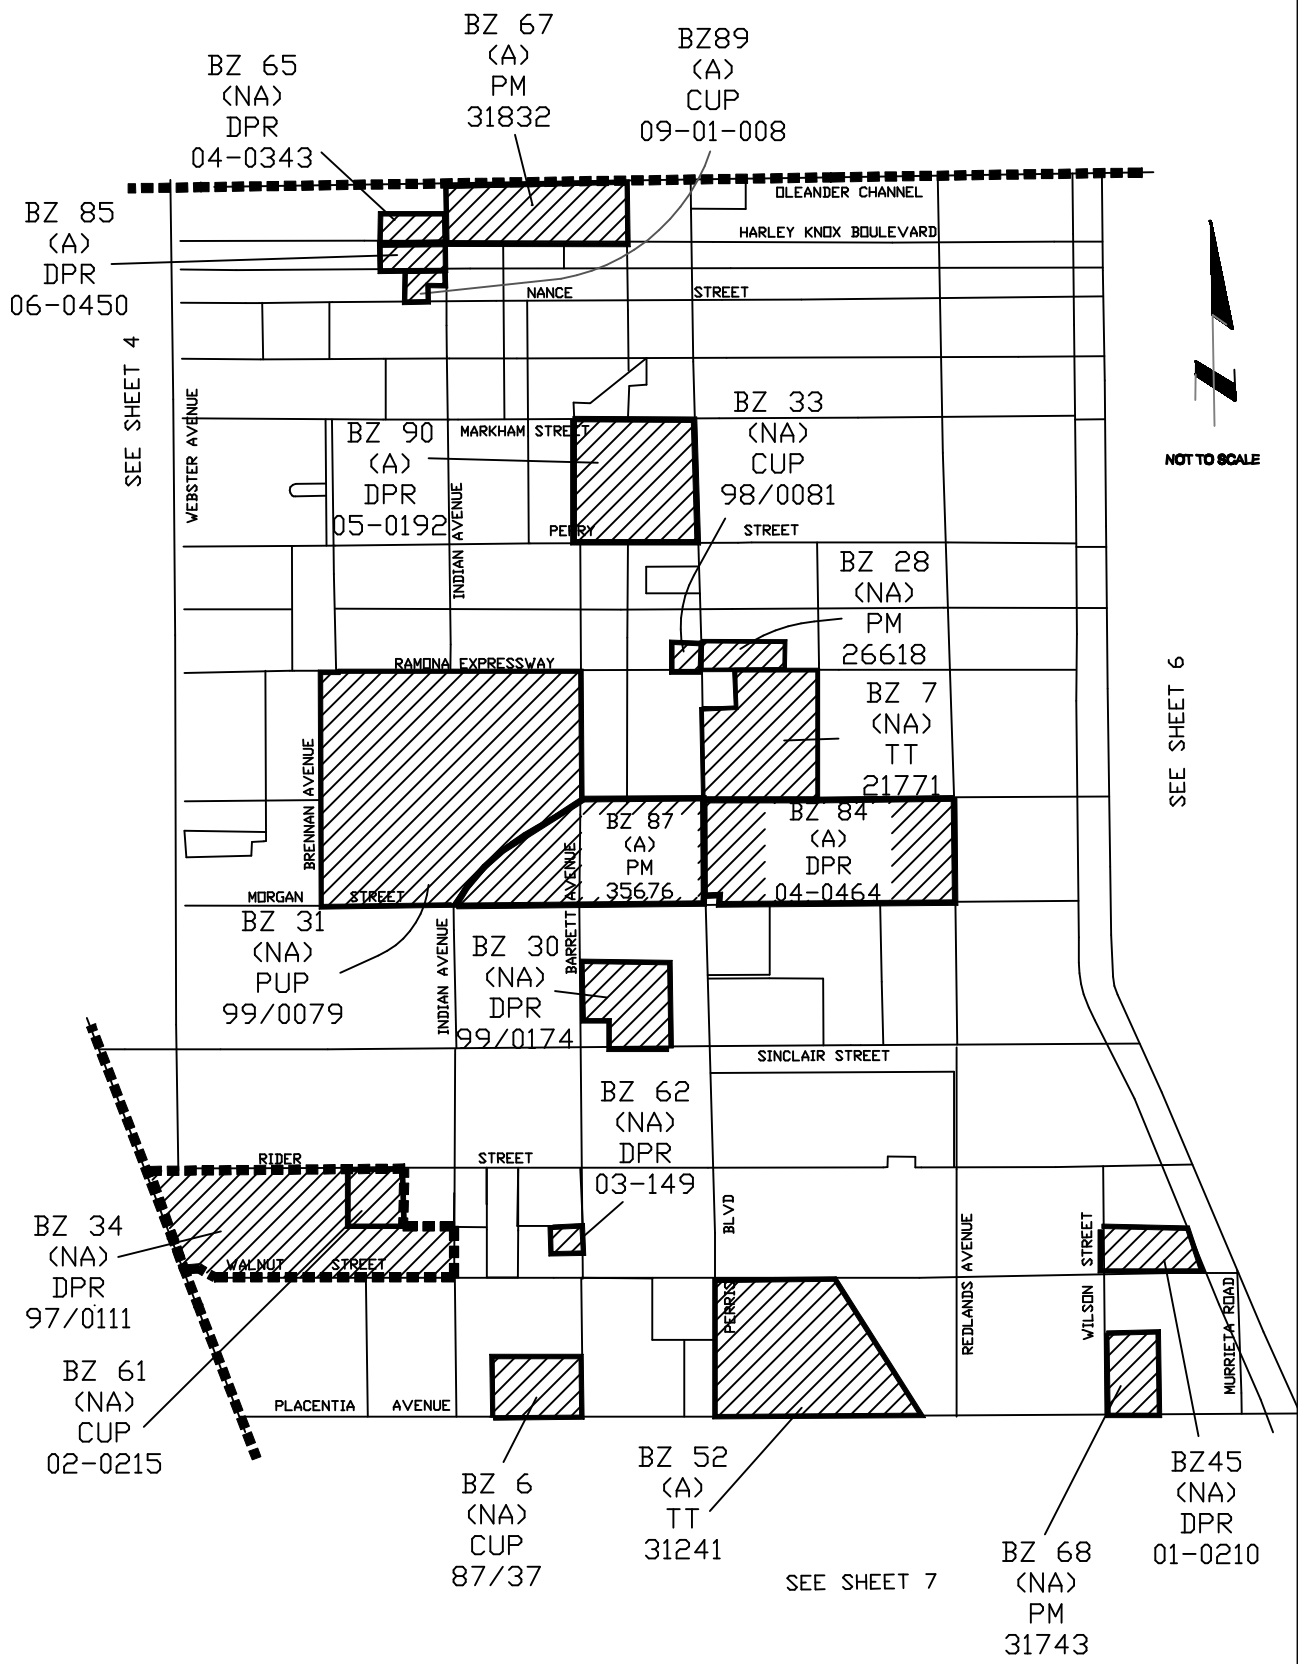 BZ 67
(A)
PM
31832
BZ89
(A)
CUP
09-01-008
BZ 65
(NA)
DPR
04-0343
BZ 85
(A)
DPR
06-0450
OLEANDER CHANNEL
HARLEY KNOX BOULEVARD
NANCE STREET
SEE SHEET 4
WEBSTER AVENUE
NOT TO SCALE
BZ 33
(NA)
CUP
98/0081
MARKHAM STREET
BZ 90
(A)
DPR
05-0192
INDIAN AVENUE
PERRY STREET
BZ 28
(NA)
PM
26618
RAMONA EXPRESSWAY
SEE SHEET 6
BZ 7
(NA)
TT
21771
BRENNAN AVENUE
BZ 87
(A)
PM
35676
BZ 84
(A)
DPR
04-0464
BARRETT AVENUE
MORGAN STREET
BZ 31
(NA)
PUP
99/0079
INDIAN AVENUE
BZ 30
(NA)
DPR
99/0174
SINCLAIR STREET
BZ 62
(NA)
DPR
03-149
RIDER STREET
BZ 34
(NA)
DPR
97/0111
WALNUT STREET
PERRIS BLVD
REDLANDS AVENUE
WILSON STREET
MURRIETA ROAD
BZ 61
(NA)
CUP
02-0215
PLACENTIA AVENUE
BZ 6
(NA)
CUP
87/37
BZ 52
(A)
TT
31241
BZ45
(NA)
DPR
01-0210
BZ 68
(NA)
PM
31743
SEE SHEET 7